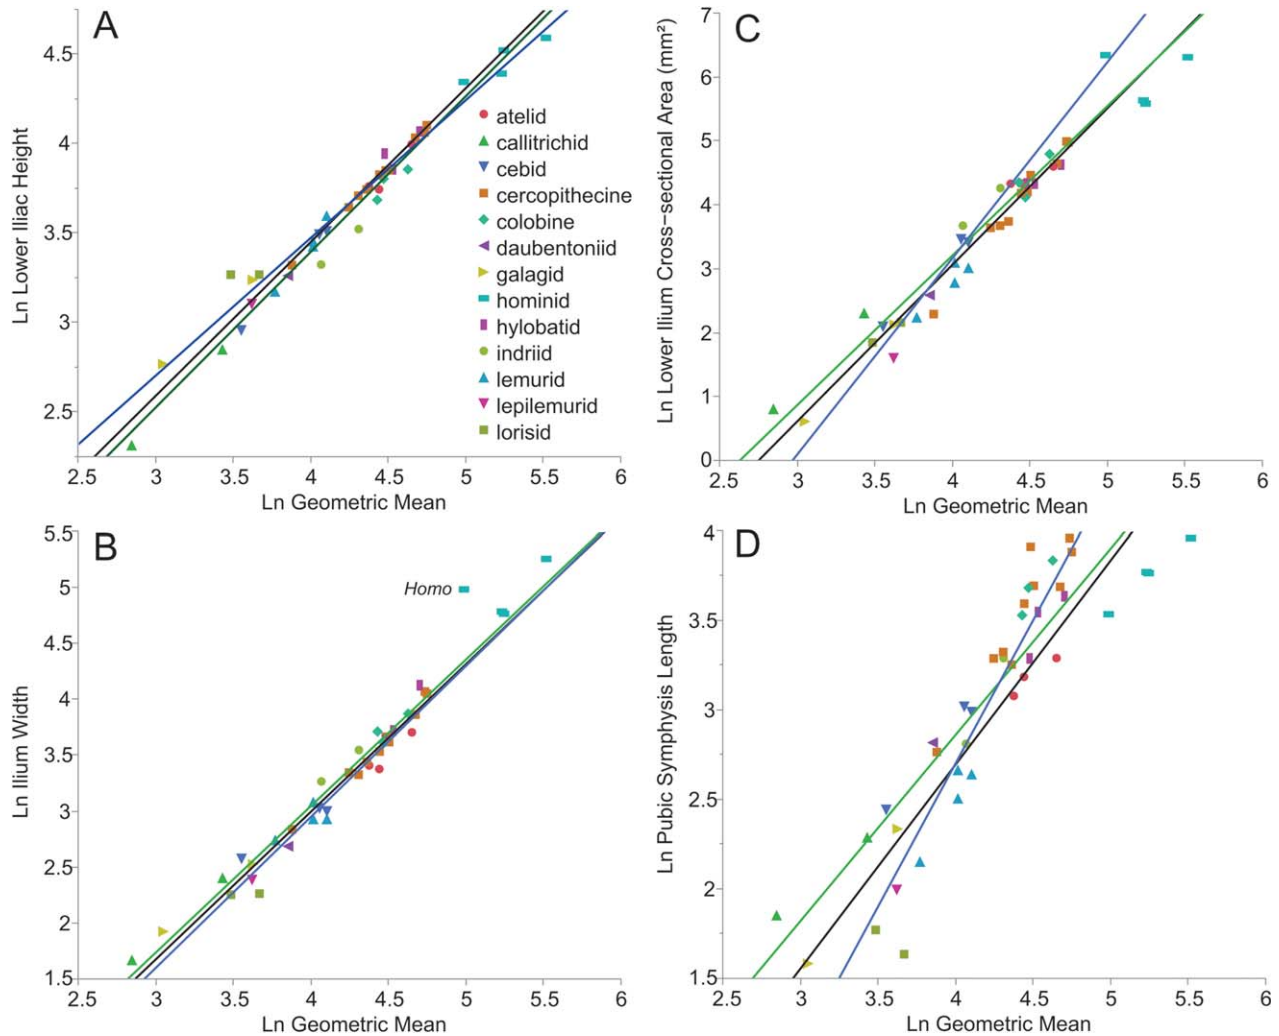 A
Ln Lower Iliac Height
4.5
4
3.5
3
2.5
2.5 3 3.5 4 4.5 5 5.5 6
Ln Geometric Mean
atelid
callitrichid
cebid
cercopithecine
colobine
daubentoniid
galagid
hominid
hylobatid
indriid
lemurid
lepilemurid
lorisid
C
Ln Lower Ilium Cross-sectional Area (mm²)
7
6
5
4
3
2
1
0
2.5 3 3.5 4 4.5 5 5.5 6
Ln Geometric Mean
B
Ln Ilium Width
5.5
5
4.5
4
3.5
3
2.5
2
1.5
Homo
2.5 3 3.5 4 4.5 5 5.5 6
Ln Geometric Mean
D
Ln Pubic Symphysis Length
4
3.5
3
2.5
2
1.5
2.5 3 3.5 4 4.5 5 5.5 6
Ln Geometric Mean